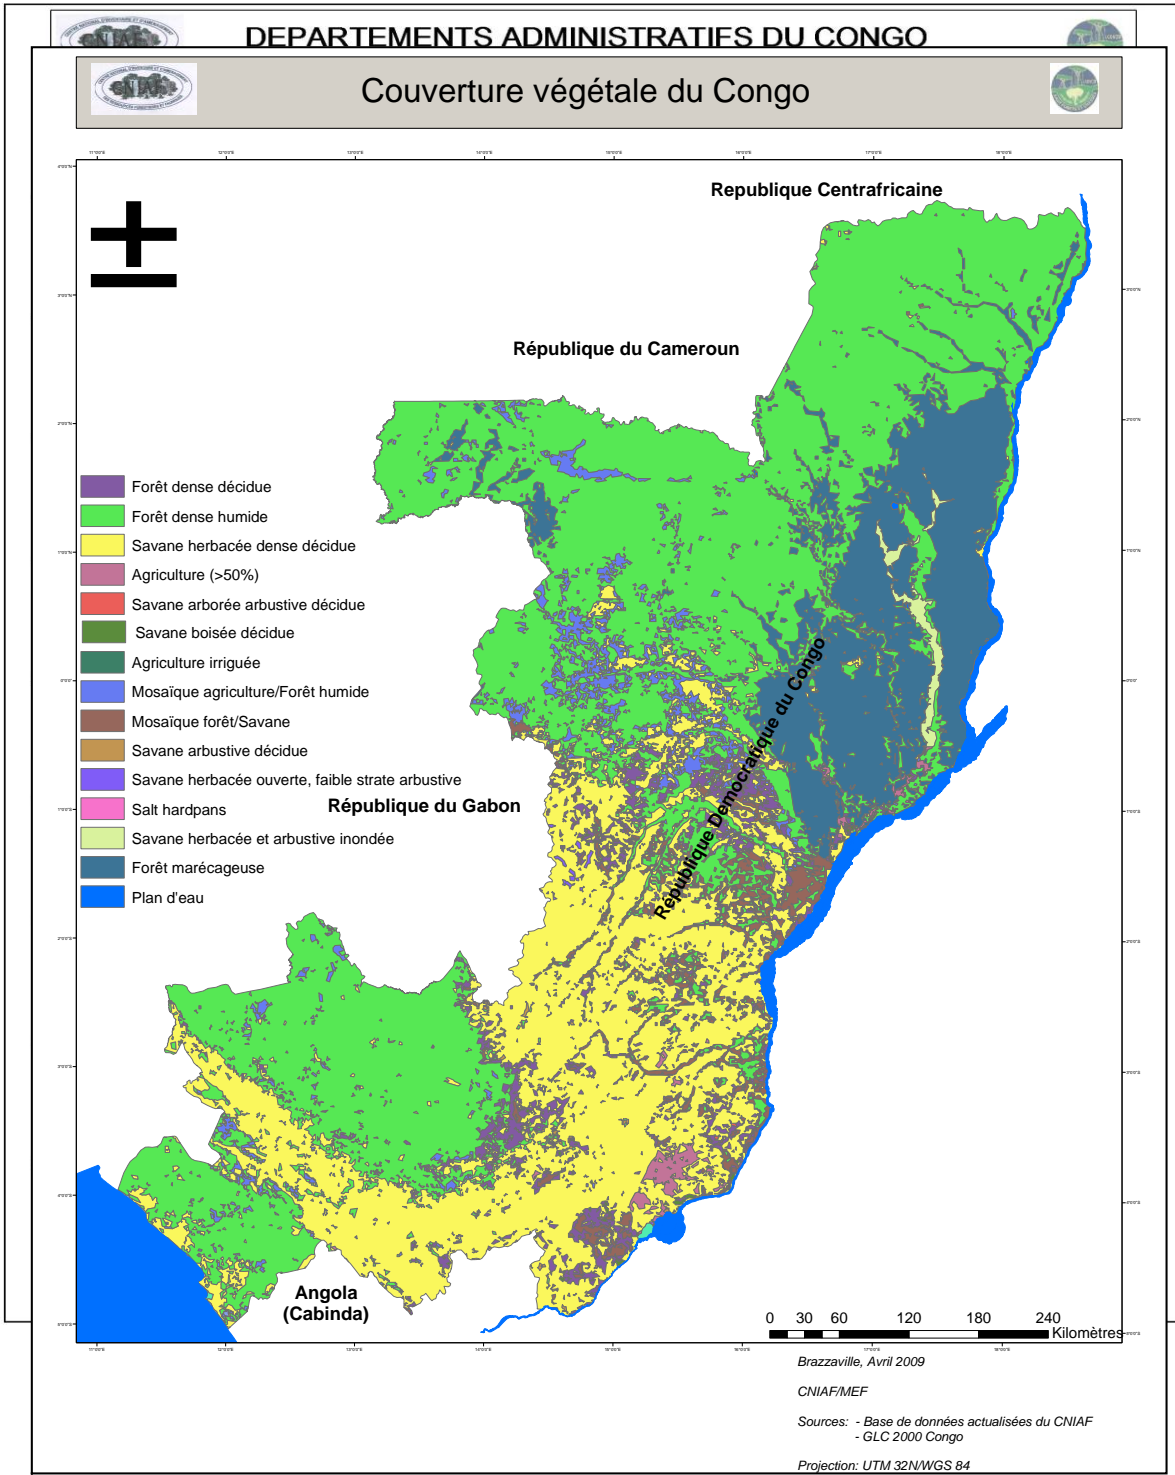 DEPARTEMENTS ADMINISTRATIFS DU CONGO
CNIAF
Couverture végétale du Congo
Republique Centrafricaine
République du Cameroun
Forêt dense décidue
Forêt dense humide
Savane herbacée dense décidue
Agriculture (>50%)
Savane arborée arbustive décidue
Savane boisée décidue
Agriculture irriguée
Mosaïque agriculture/Forêt humide
Mosaïque forêt/Savane
Savane arbustive décidue
Savane herbacée ouverte, faible strate arbustive
Salt hardpans
Savane herbacée et arbustive inondée
Forêt marécageuse
Plan d'eau
République du Gabon
République Democratique du Congo
Angola
(Cabinda)
0 30 60 120 180 240
Kilomètres
Brazzaville, Avril 2009
CNIAF/MEF
Sources: - Base de données actualisées du CNIAF
- GLC 2000 Congo
Projection: UTM 32N/WGS 84